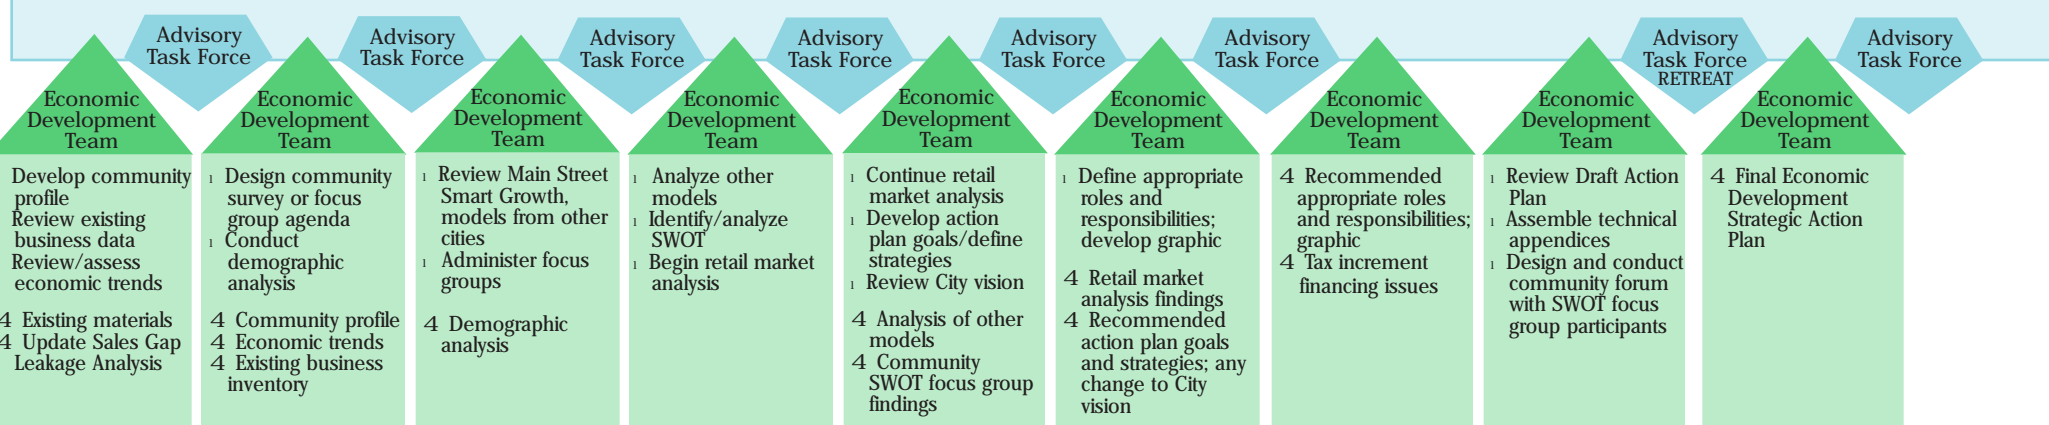 Advisory
Task Force
Advisory
Task Force
Advisory
Task Force
Advisory
Task Force
Advisory
Task Force
Advisory
Task Force
Advisory
Task Force
RETREAT
Advisory
Task Force
Economic
Development
Team
Develop community
profile
Review existing
business data
Review/assess
economic trends
4 Existing materials
4 Update Sales Gap
Leakage Analysis
Economic
Development
Team
l Design community
survey or focus
group agenda
l Conduct
demographic
analysis
4 Community profile
4 Economic trends
4 Existing business
inventory
Economic
Development
Team
l Review Main Street
Smart Growth,
models from other
cities
l Administer focus
groups
4 Demographic
analysis
Economic
Development
Team
l Analyze other
models
l Identify/analyze
SWOT
l Begin retail market
analysis
Economic
Development
Team
l Continue retail
market analysis
l Develop action
plan goals/define
strategies
l Review City vision
4 Analysis of other
models
4 Community
SWOT focus group
findings
Economic
Development
Team
l Define appropriate
roles and
responsibilities;
develop graphic
4 Retail market
analysis findings
4 Recommended
action plan goals
and strategies; any
change to City
vision
Economic
Development
Team
4 Recommended
appropriate roles
and responsibilities;
graphic
4 Tax increment
financing issues
Economic
Development
Team
l Review Draft Action
Plan
l Assemble technical
appendices
l Design and conduct
community forum
with SWOT focus
group participants
Economic
Development
Team
4 Final Economic
Development
Strategic Action
Plan